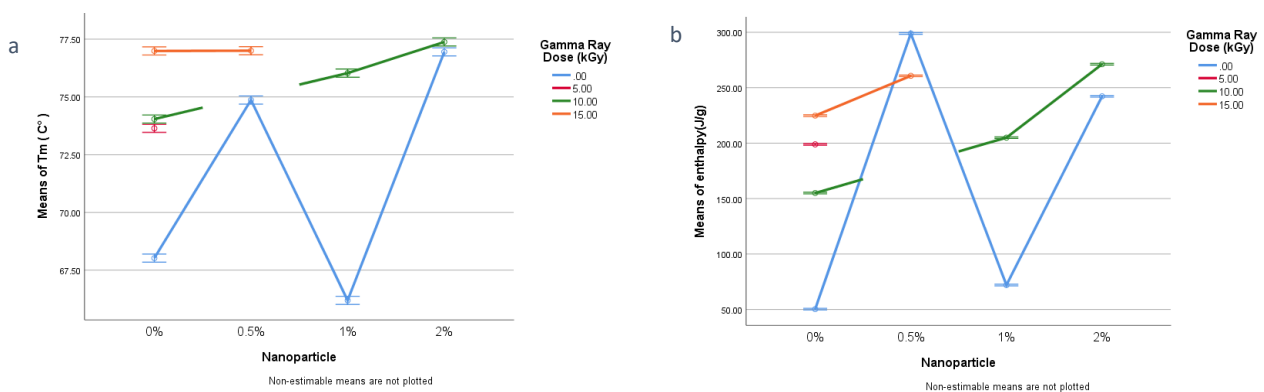 a
Means of Tm ( C° )
77.50
75.00
72.50
70.00
67.50
0%
0.5%
1%
2%
Nanoparticle
Non-estimable means are not plotted
Gamma Ray
Dose (kGy)
.00
5.00
10.00
15.00
b
Means of enthalpy(J/g)
300.00
250.00
200.00
150.00
100.00
50.00
0%
0.5%
1%
2%
Nanoparticle
Non-estimable means are not plotted
Gamma Ray
Dose (kGy)
.00
5.00
10.00
15.00